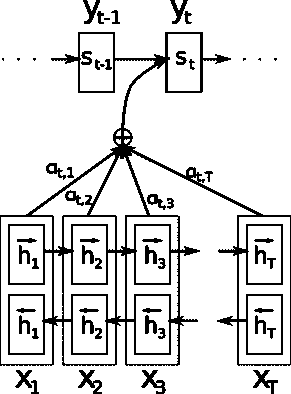 y_{t-1} y_t
. . . s_{t-1} s_t . . .
⊕
a_{t,1} a_{t,2} a_{t,3} a_{t,T}
\overrightarrow{h}_1 \overrightarrow{h}_2 \overrightarrow{h}_3 \overrightarrow{h}_T
\overleftarrow{h}_1 \overleftarrow{h}_2 \overleftarrow{h}_3 \overleftarrow{h}_T
x_1 x_2 x_3 x_T